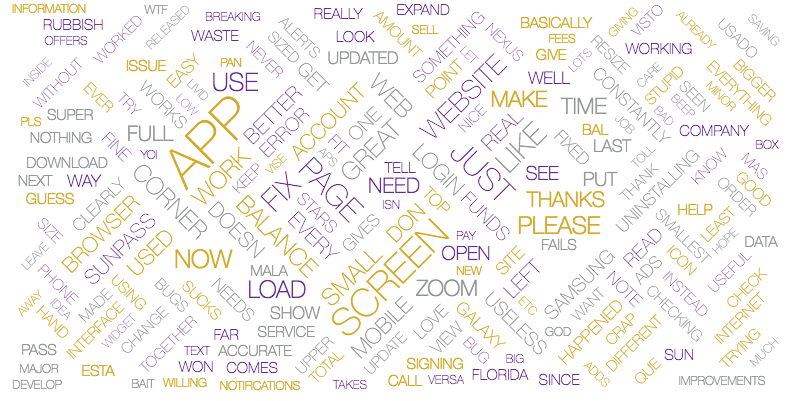 INFORMATION
WTF
RUBBISH
OFFERS
RELEASED
BREAKING
WASTE
REALLY
LOOK
EXPAND
AMOUNT
SELL
SOMETHING
NEXUS
BASICALLY
FEES
GIVE
GIVING
VISTO
ALREADY
USADO
SAVING
INSIDE
WITHOUT
WORKED
ISSUE
EASY
PAN
NEVER
ALERTS
SIZED
GET
UPDATED
LET
POINT
WEBSITE
WELL
LOTS
RESIZE
WORKING
CARE
STUPID
BAD
SEEN
BEEP
EVERYTHING
MINOR
BIGGER
EVER
TRY
WORKS
LOVE
LIVID
USE
BETTER
ERROR
ACCOUNT
WEB
ONE
GREAT
NICE
MAKE
TIME
CONSTANTLY
JOB
PLS
SUPER
NOTHING
FINE
YOI
FULL
APP
WORK
KEEP
VISE
FIT
APS
REAL
LIKE
JUST
FIXED
BAL
LAST
COMPANY
BOX
DOWNLOAD
NEXT
WAY
GUESS
CLEARLY
CORNER
FIX
PAGE
STARS
EVERY
TELL
NEED
ISN
LOGIN
FUNDS
SEE
THANKS
PLEASE
FAILS
PUT
TOLL
THANK
UNINSTALLING
KNOW
MAS
GOOD
ORDER
LEAST
HOPE
HELP
SMALLEST
DATA
SIZE
LEAVE
IT
BROWSER
SUNPASS
USED
DOESN
BALANCE
NOW
MALA
GIVES
SMALL
DON
TOP
SCREEN
PAY
OPEN
NEW
SITE
LEFT
ETC
SAMSUNG
WANT
READ
NOTE
ADS
ICON
INSTEAD
CHECKING
USEFUL
CHECK
INTERNET
TRYING
MUCH
PHONE
IDEA
AWAY
HAND
MADE
INTERFACE
USING
WIDGET
CHANGE
BUGS
SUCKS
NEEDS
LOAD
SHOW
SERVICE
ZOOM
MOBILE
UPDATE
LOVE
VIEW
GALAXY
BUG
USELESS
GOD
HAPPENED
CRAP
DIFFERENT
ADDS
QUE
SUN
PASS
MAJOR
DEVELOP
ESTA
BAIT
TOGETHER
WILLING
TEXT
WON
FAR
ACCURATE
COMES
NOTIFICATIONS
UPPER
TOTAL
TAKES
SIGNING
CALL
VERSA
BIG
FLORIDA
SINCE
IMPROVEMENTS